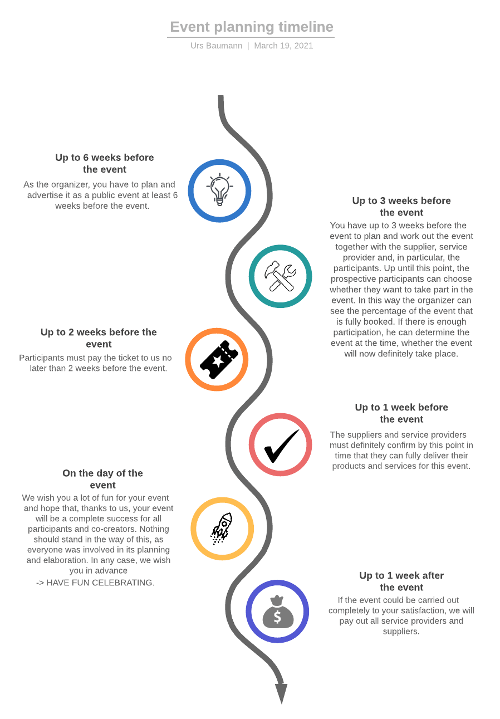 Event planning timeline
Urs Baumann | March 19, 2021
Up to 6 weeks before
the event
As the organizer, you have to plan and
advertise it as a public event at least 6
weeks before the event.
Up to 3 weeks before
the event
You have up to 3 weeks before the
event to plan and work out the event
together with the supplier, service
provider and, in particular, the
participants. Up until this point, the
prospective participants can choose
whether they want to take part in the
event. In this way the organizer can
see the percentage of the event that
is fully booked. If there is enough
participation, he can determine the
event at the time, whether the event
will now definitely take place.
Up to 2 weeks before the
event
Participants must pay the ticket to us no
later than 2 weeks before the event.
Up to 1 week before
the event
The suppliers and service providers
must definitely confirm by this point in
time that they can fully deliver their
products and services for this event.
On the day of the
event
We wish you a lot of fun for your event
and hope that, thanks to us, your event
will be a complete success for all
participants and co-creators. Nothing
should stand in the way of this, as
everyone was involved in its planning
and elaboration. In any case, we wish
you in advance
-> HAVE FUN CELEBRATING.
Up to 1 week after
the event
If the event could be carried out
completely to your satisfaction, we will
pay out all service providers and
suppliers.
$